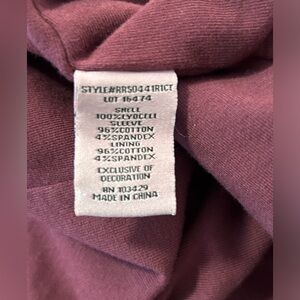 STYLE#RRS0441R1CT
LOT 16474
SHELL
100%LYOCELL
SLEEVE
96%COTTON
4%SPANDEX
LINING
96%COTTON
4%SPANDEX
EXCLUSIVE OF
DECORATION
RN 103429
MADE IN CHINA